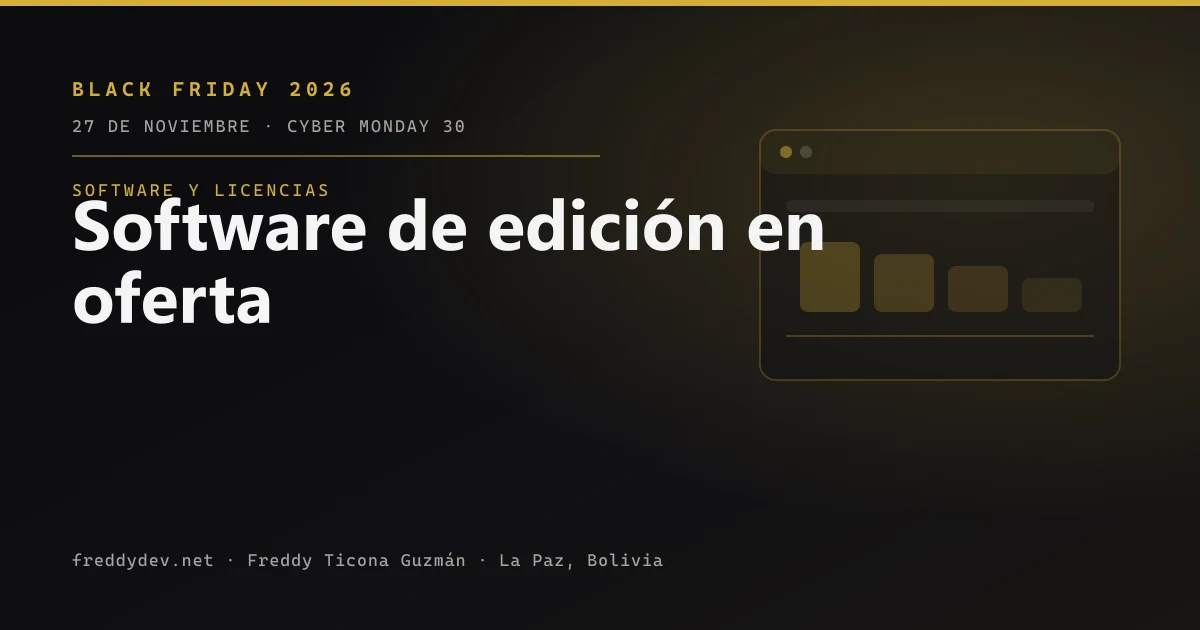 BLACK FRIDAY 2026
27 DE NOVIEMBRE · CYBER MONDAY 30
SOFTWARE Y LICENCIAS
Software de edición en
oferta
freddydev.net · Freddy Ticona Guzmán · La Paz, Bolivia